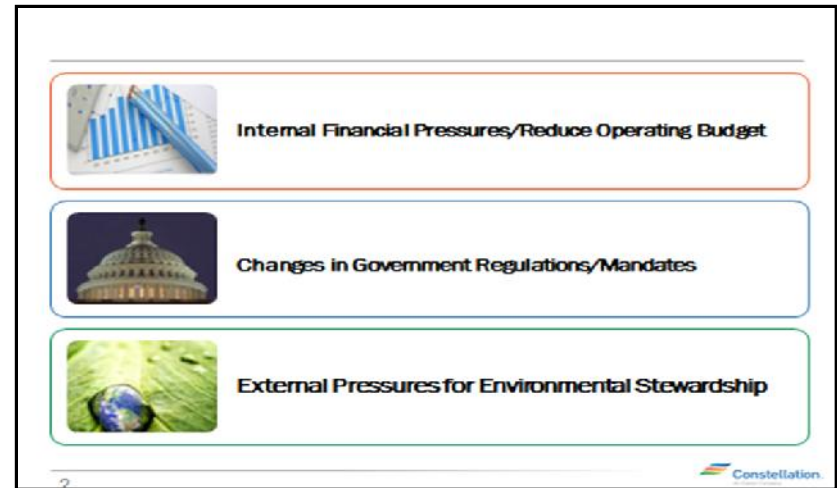 Internal Financial Pressures/Reduce Operating Budget
Changes in Government Regulations/Mandates
External Pressures for Environmental Stewardship
Constellation.